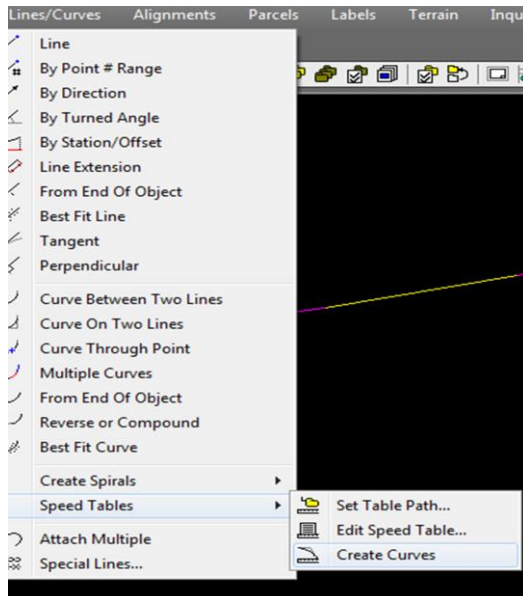 Lines/Curves Alignments Parcels Labels Terrain Inqu
Line
By Point # Range
By Direction
By Turned Angle
By Station/Offset
Line Extension
From End Of Object
Best Fit Line
Tangent
Perpendicular
Curve Between Two Lines
Curve On Two Lines
Curve Through Point
Multiple Curves
From End Of Object
Reverse or Compound
Best Fit Curve
Create Spirals
Speed Tables
Attach Multiple
Special Lines...
Set Table Path...
Edit Speed Table...
Create Curves